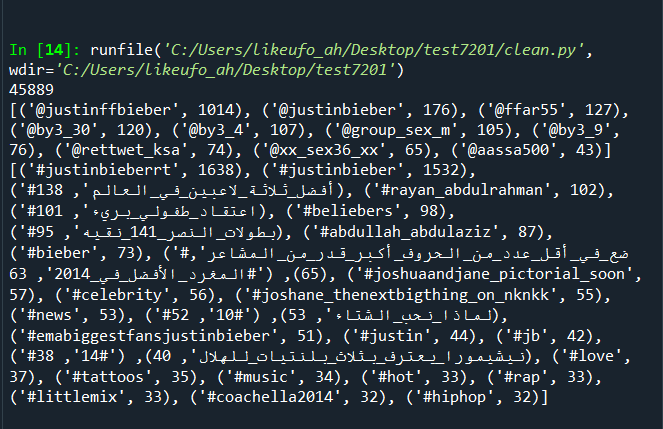 In [14]: runfile('C:/Users/likeufo_ah/Desktop/test7201/clean.py',
wdir='C:/Users/likeufo_ah/Desktop/test7201')
45889
[('@justinffbieber', 1014), ('@justinbieber', 176), ('@ffar55', 127),
('@by3_30', 120), ('@by3_4', 107), ('@group_sex_m', 105), ('@by3_9',
76), ('@rettwet_ksa', 74), ('@xx_sex36_xx', 65), ('@aassa500', 43)]
[('#justinbieberrt', 1638), ('#justinbieber', 1532),
('#أفضل_ثلاثة_لاعبين_في_العالم', 138), ('#rayan_abdulrahman', 102),
('#اعتقاد_طفولي_بريء', 101), ('#beliebers', 98),
('#بطولات_النصر_141_نقيه', 95), ('#abdullah_abdulaziz', 87),
('#bieber', 73), ('#ضع_في_أقل_عدد_من_الحروف_أكبر_قدر_من_المشاعر',
65), ('#المغرد_الأفضل_في_2014', 63), ('#joshuaandjane_pictorial_soon',
57), ('#celebrity', 56), ('#joshane_thenextbigthing_on_nknkk', 55),
('#news', 53), ('#لماذا_نحب_الشتاء', 53), ('#10', 52),
('#emabiggestfansjustinbieber', 51), ('#justin', 44), ('#jb', 42),
('#نيشيمورا_يعترف_بثلاث_بلنتيات_للهلال', 40), ('#14', 38), ('#love',
37), ('#tattoos', 35), ('#music', 34), ('#hot', 33), ('#rap', 33),
('#littlemix', 33), ('#coachella2014', 32), ('#hiphop', 32)]